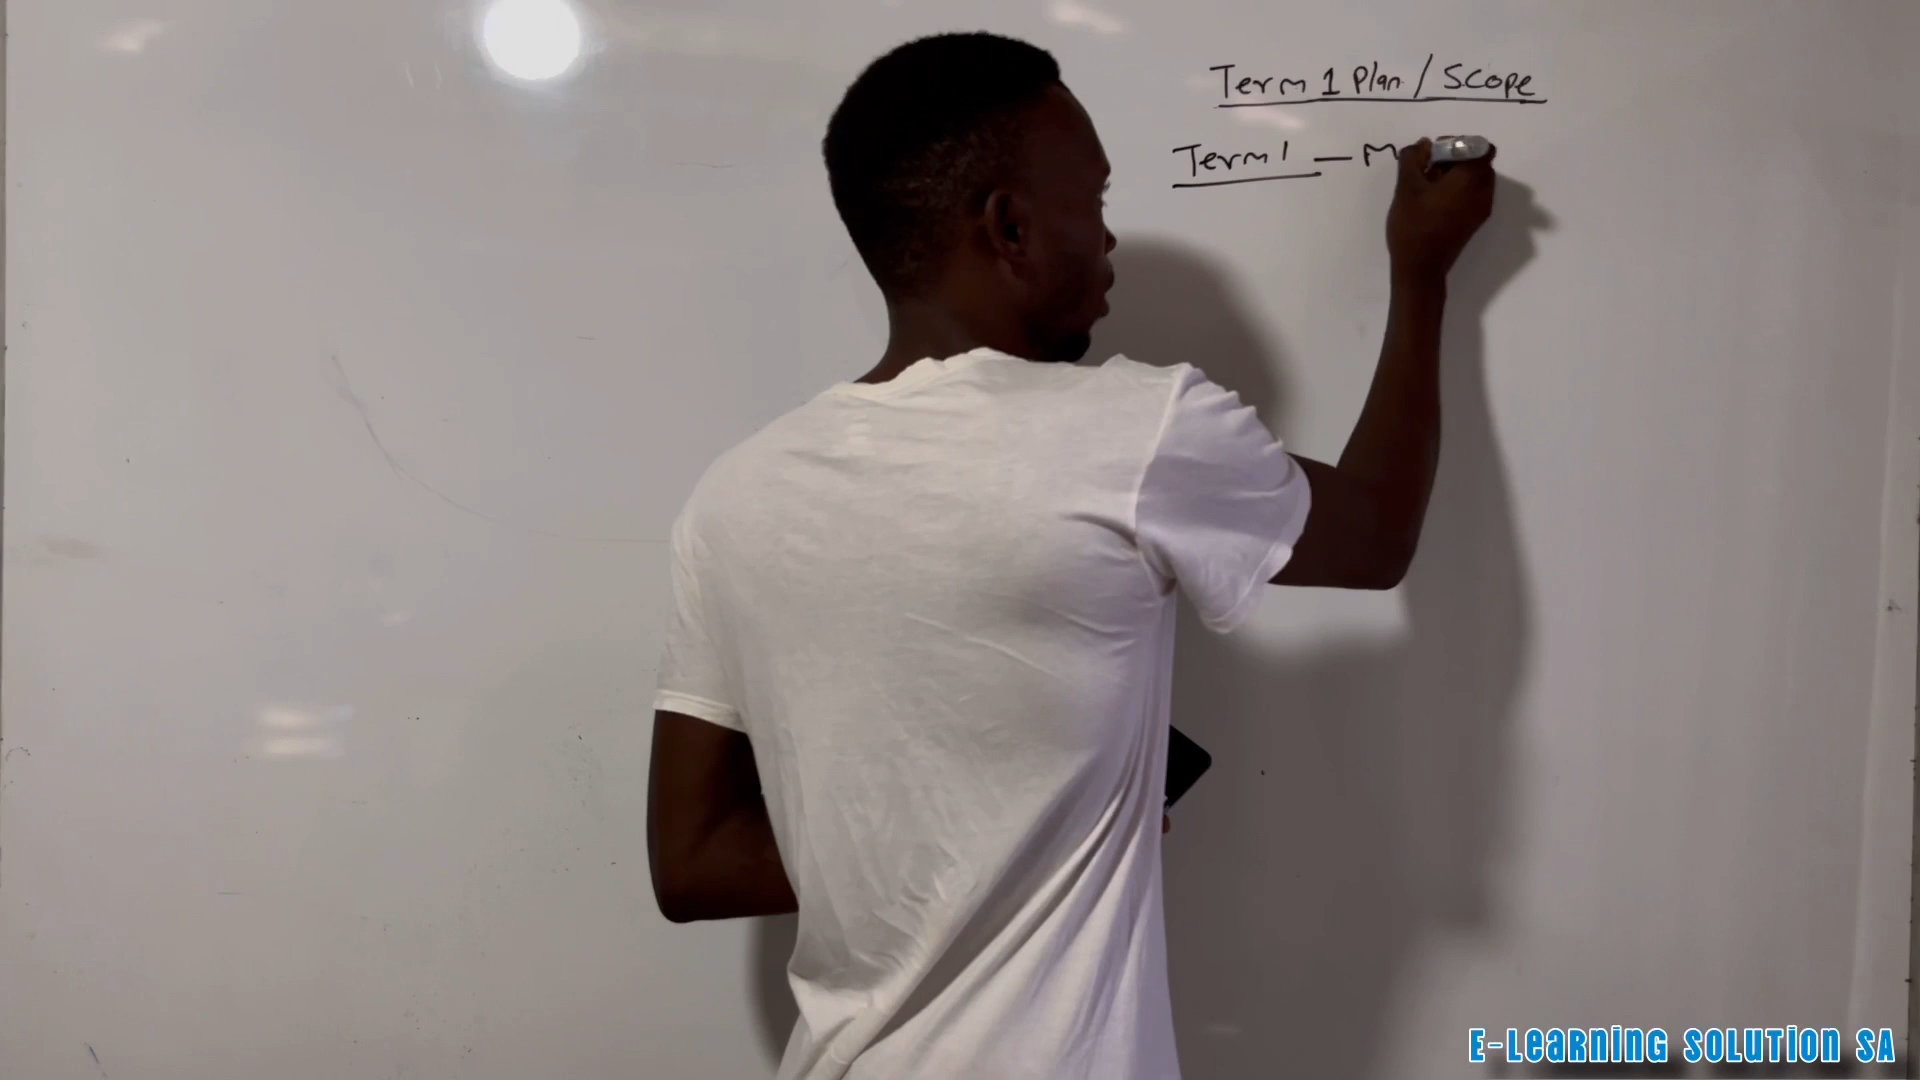 Term 1 Plan / Scope
Term 1 — M
E-Learning Solution SA